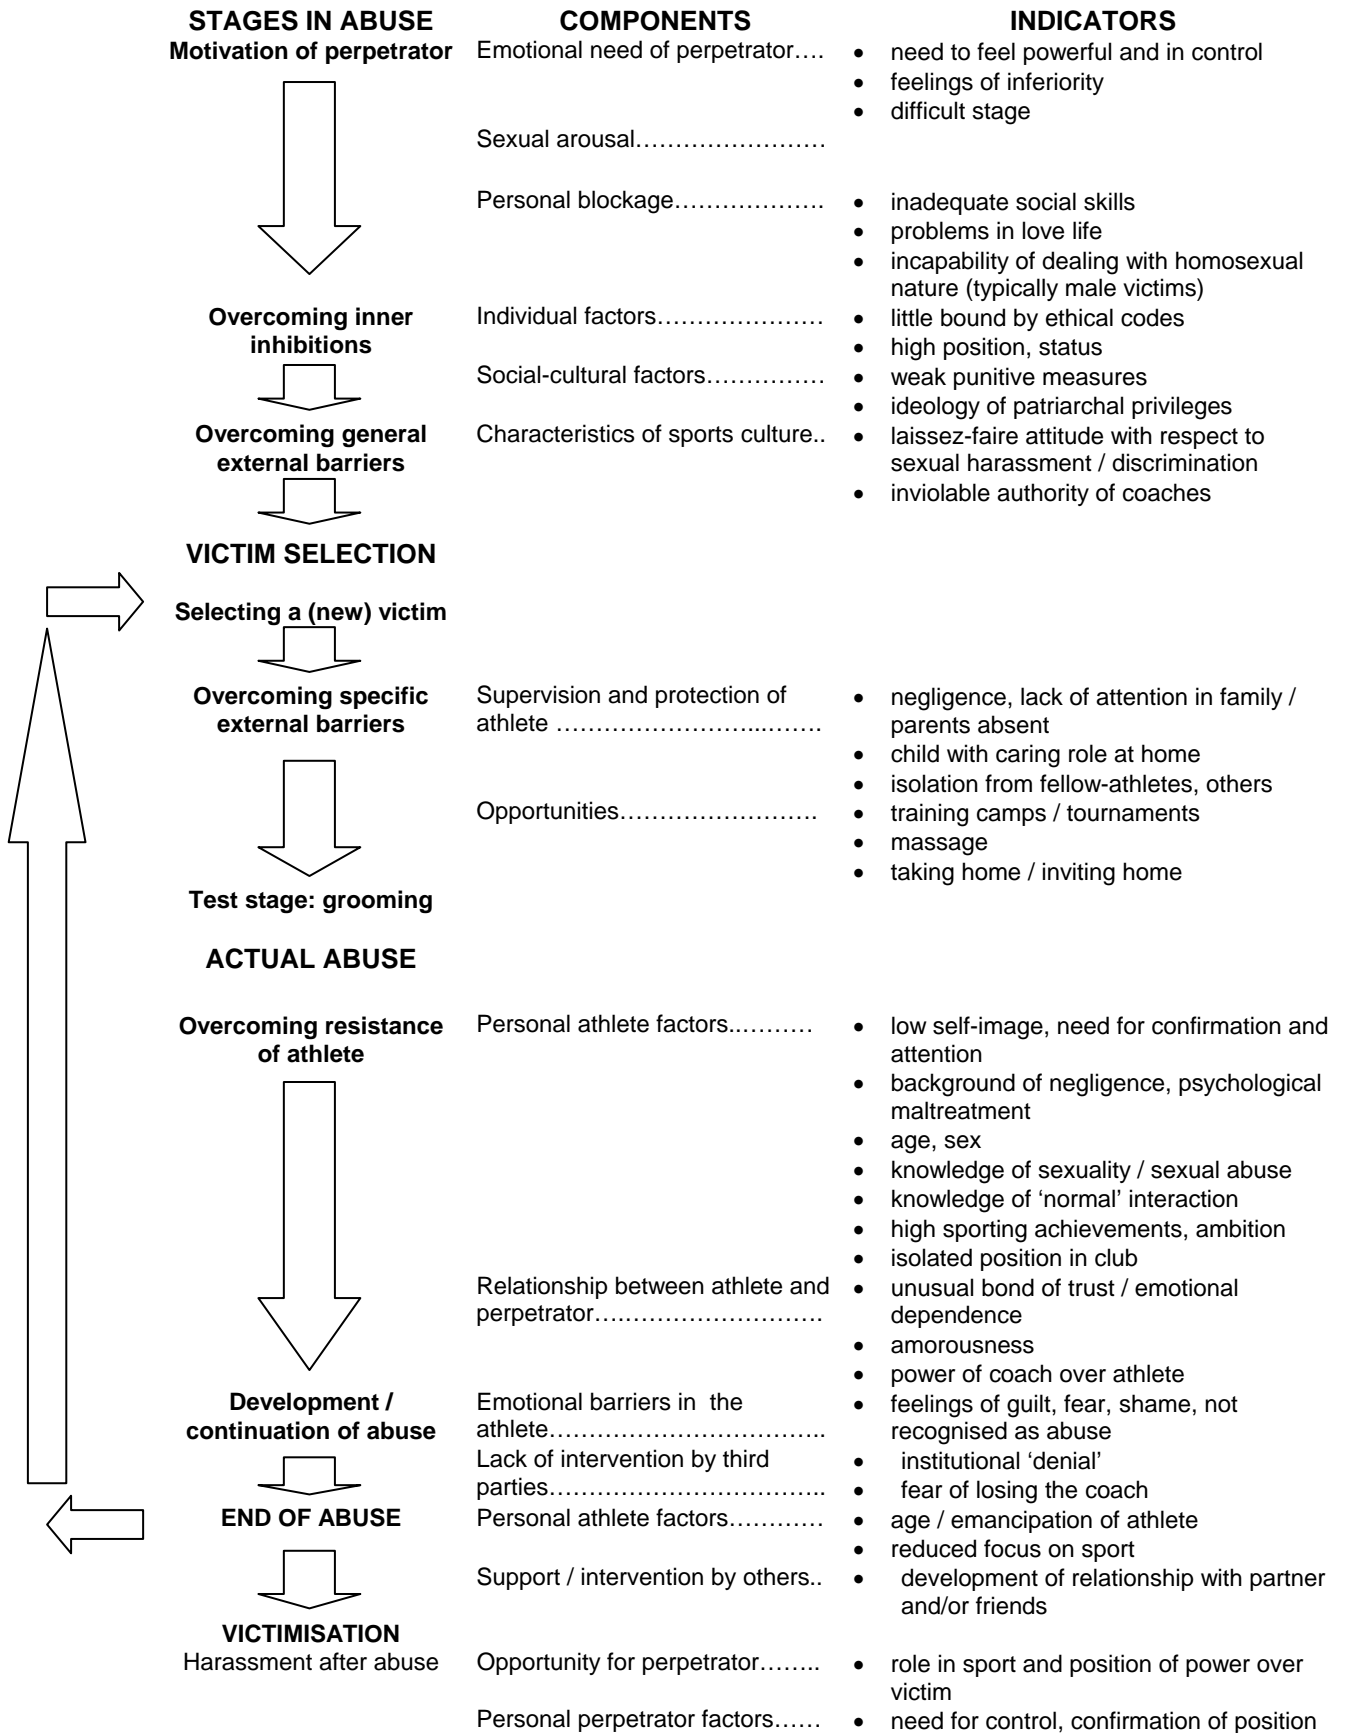 STAGES IN ABUSE COMPONENTS INDICATORS
Motivation of perpetrator Emotional need of perpetrator…. • need to feel powerful and in control
• feelings of inferiority
• difficult stage
Sexual arousal……………………
Personal blockage………………. • inadequate social skills
• problems in love life
• incapability of dealing with homosexual
nature (typically male victims)
Overcoming inner Individual factors………………… • little bound by ethical codes
inhibitions • high position, status
Social-cultural factors…………… • weak punitive measures
• ideology of patriarchal privileges
Overcoming general Characteristics of sports culture.. • laissez-faire attitude with respect to
external barriers sexual harassment / discrimination
• inviolable authority of coaches
VICTIM SELECTION
Selecting a (new) victim
Overcoming specific Supervision and protection of • negligence, lack of attention in family /
external barriers athlete ……………………...……. parents absent
• child with caring role at home
• isolation from fellow-athletes, others
Opportunities……………………. • training camps / tournaments
• massage
• taking home / inviting home
Test stage: grooming
ACTUAL ABUSE
Overcoming resistance Personal athlete factors..……… • low self-image, need for confirmation and
of athlete attention
• background of negligence, psychological
maltreatment
• age, sex
• knowledge of sexuality / sexual abuse
• knowledge of ‘normal’ interaction
• high sporting achievements, ambition
• isolated position in club
Relationship between athlete and • unusual bond of trust / emotional
perpetrator….………………………. dependence
• amorousness
• power of coach over athlete
Development / Emotional barriers in the • feelings of guilt, fear, shame, not
continuation of abuse athlete…………………………….. recognised as abuse
Lack of intervention by third • institutional ‘denial’
parties…………………………….. • fear of losing the coach
END OF ABUSE Personal athlete factors………… • age / emancipation of athlete
• reduced focus on sport
Support / intervention by others.. • development of relationship with partner
and/or friends
VICTIMISATION
Harassment after abuse Opportunity for perpetrator…….. • role in sport and position of power over
victim
Personal perpetrator factors…… • need for control, confirmation of position